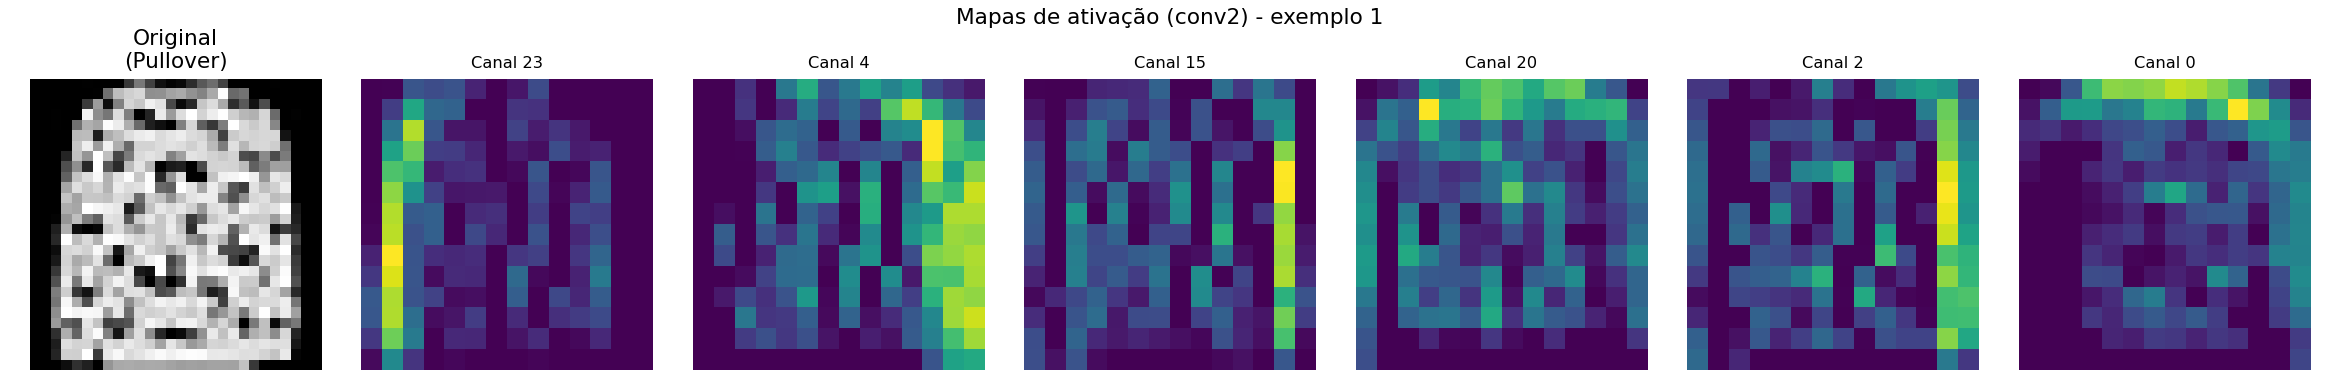 Mapas de ativação (conv2) - exemplo 1
Original
(Pullover)
Canal 23
Canal 4
Canal 15
Canal 20
Canal 2
Canal 0